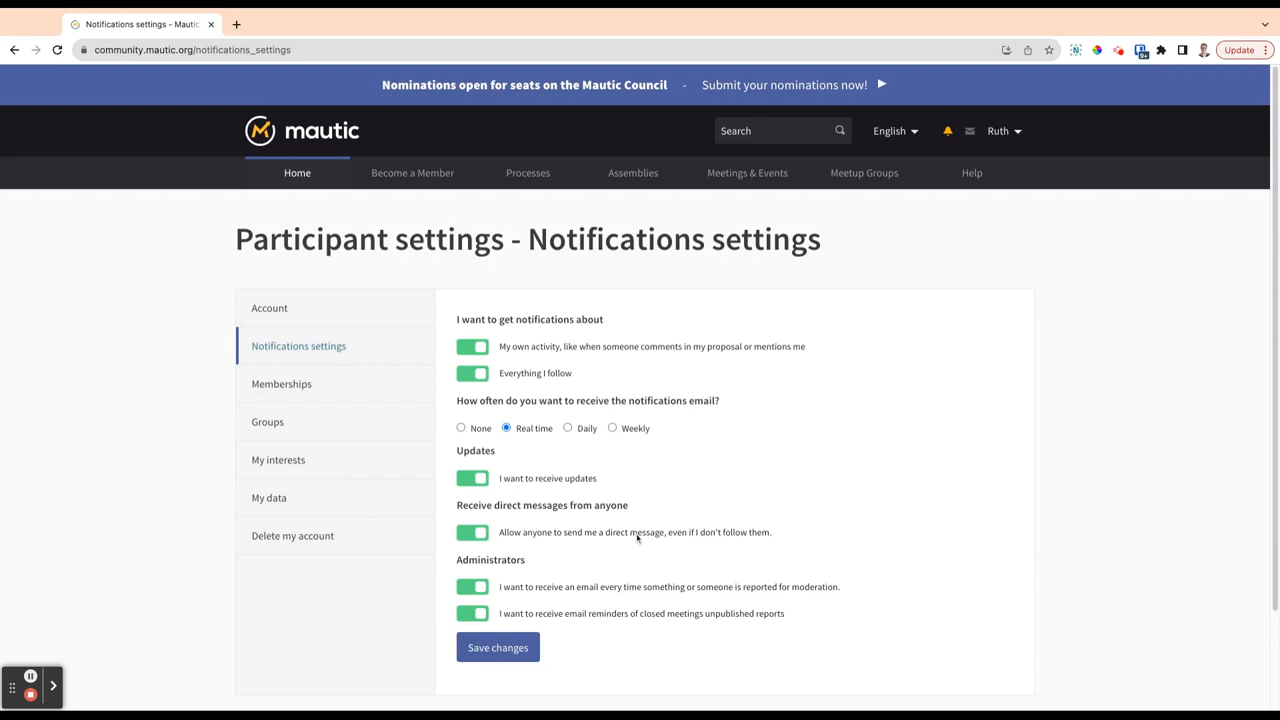 Notifications settings - Mautic
community.mautic.org/notifications_settings
Update
Nominations open for seats on the Mautic Council - Submit your nominations now!
mautic
Search
English
Ruth
Home
Become a Member
Processes
Assemblies
Meetings & Events
Meetup Groups
Help
Participant settings - Notifications settings
Account
Notifications settings
Memberships
Groups
My interests
My data
Delete my account
I want to get notifications about
My own activity, like when someone comments in my proposal or mentions me
Everything I follow
How often do you want to receive the notifications email?
None Real time Daily Weekly
Updates
I want to receive updates
Receive direct messages from anyone
Allow anyone to send me a direct message, even if I don't follow them.
Administrators
I want to receive an email every time something or someone is reported for moderation.
I want to receive email reminders of closed meetings unpublished reports
Save changes